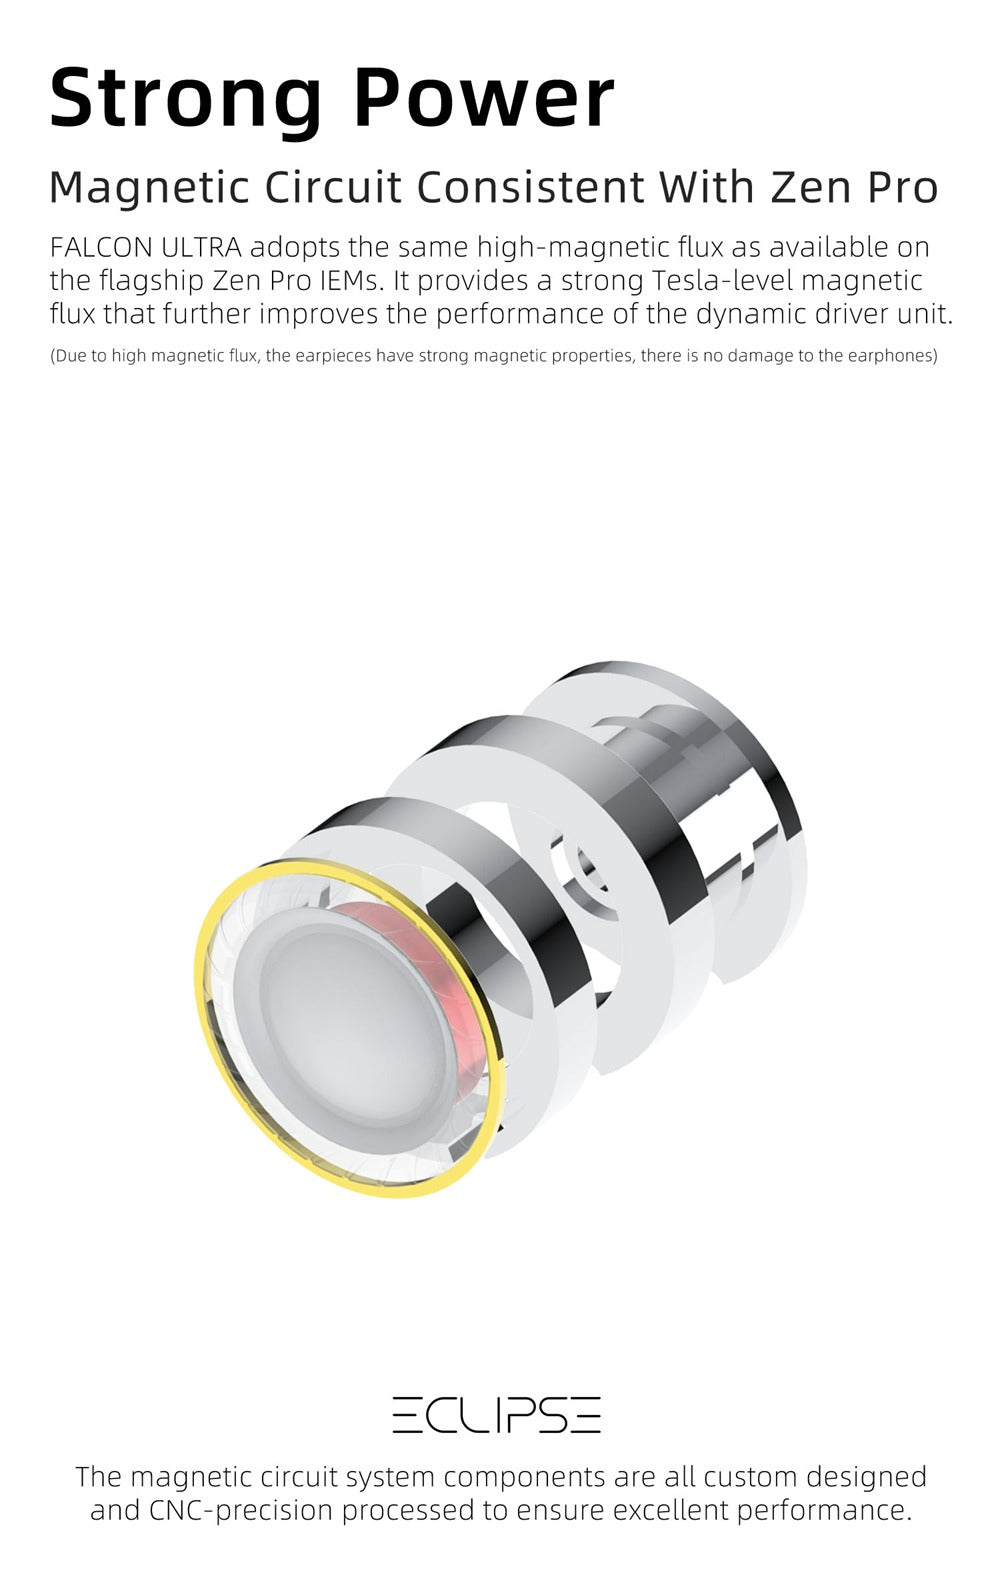 Strong Power
Magnetic Circuit Consistent With Zen Pro
FALCON ULTRA adopts the same high-magnetic flux as available on
the flagship Zen Pro IEMs. It provides a strong Tesla-level magnetic
flux that further improves the performance of the dynamic driver unit.
(Due to high magnetic flux, the earpieces have strong magnetic properties, there is no damage to the earphones)
ECLIPSE
The magnetic circuit system components are all custom designed
and CNC-precision processed to ensure excellent performance.